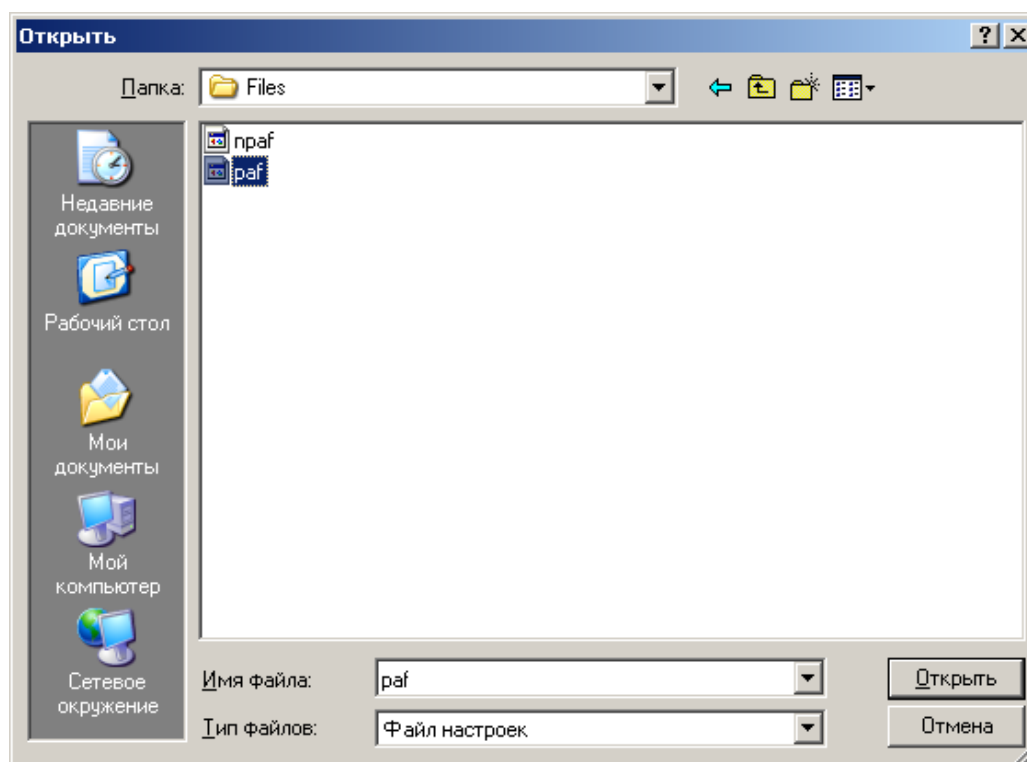 Открыть
Папка:
Files
Недавние
документы
Рабочий стол
Мои
документы
Мой
компьютер
Сетевое
окружение
npaf
paf
Имя файла:
paf
Открыть
Тип файлов:
Файл настроек
Отмена